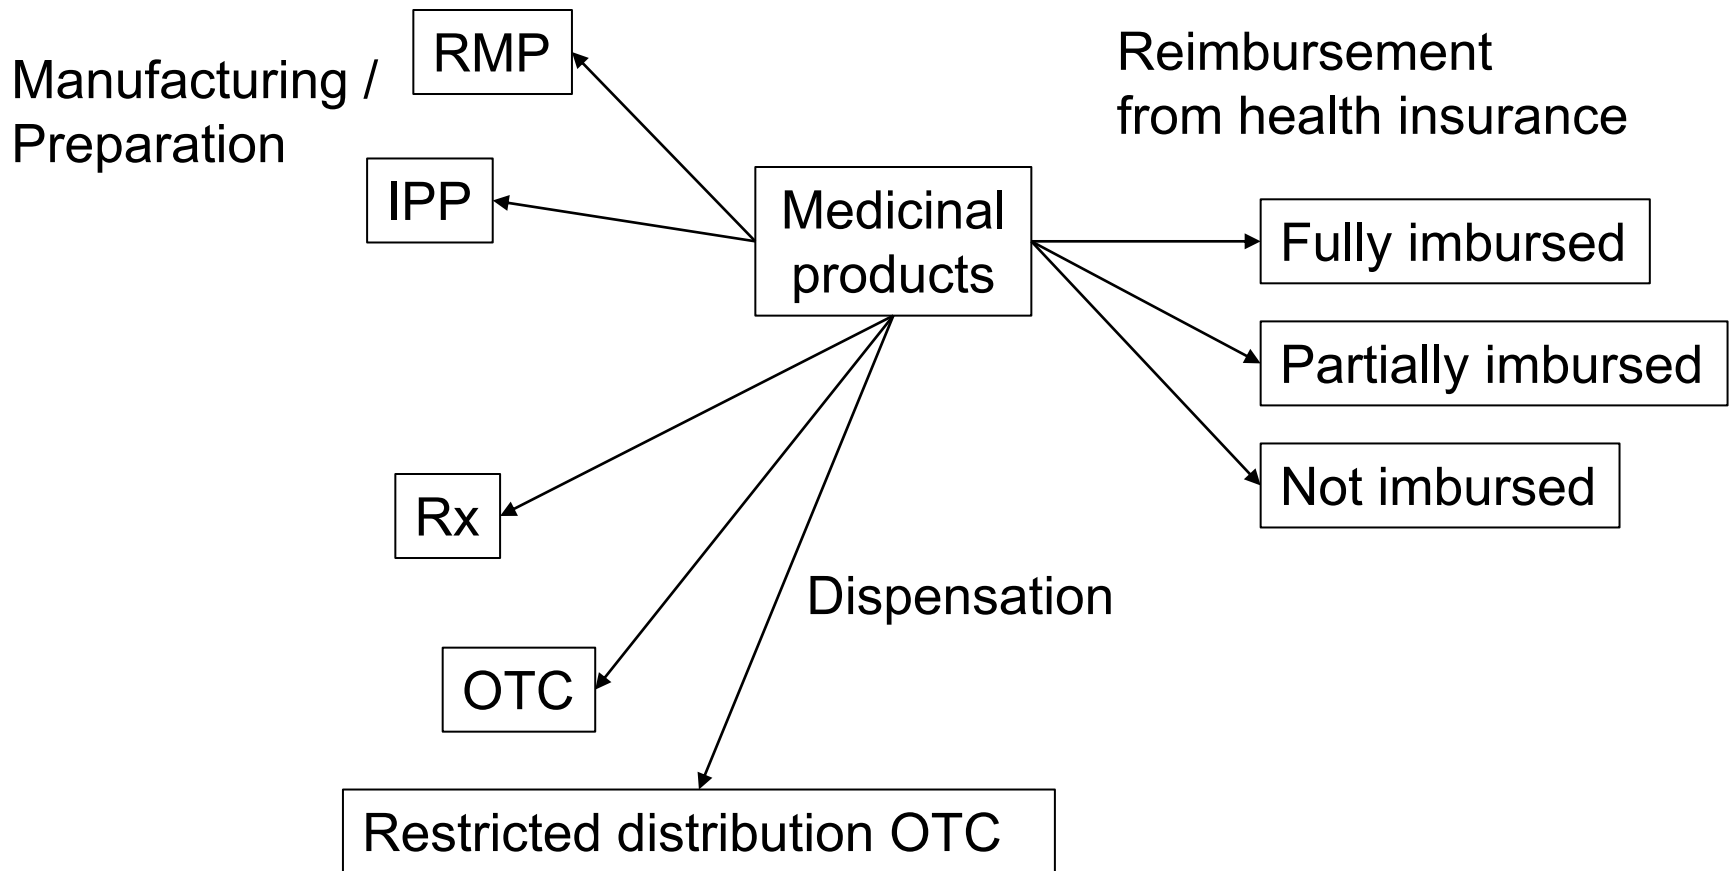 Manufacturing /
Preparation
RMP
IPP
Medicinal
products
Reimbursement
from health insurance
Fully imbursed
Partially imbursed
Not imbursed
Rx
OTC
Dispensation
Restricted distribution OTC